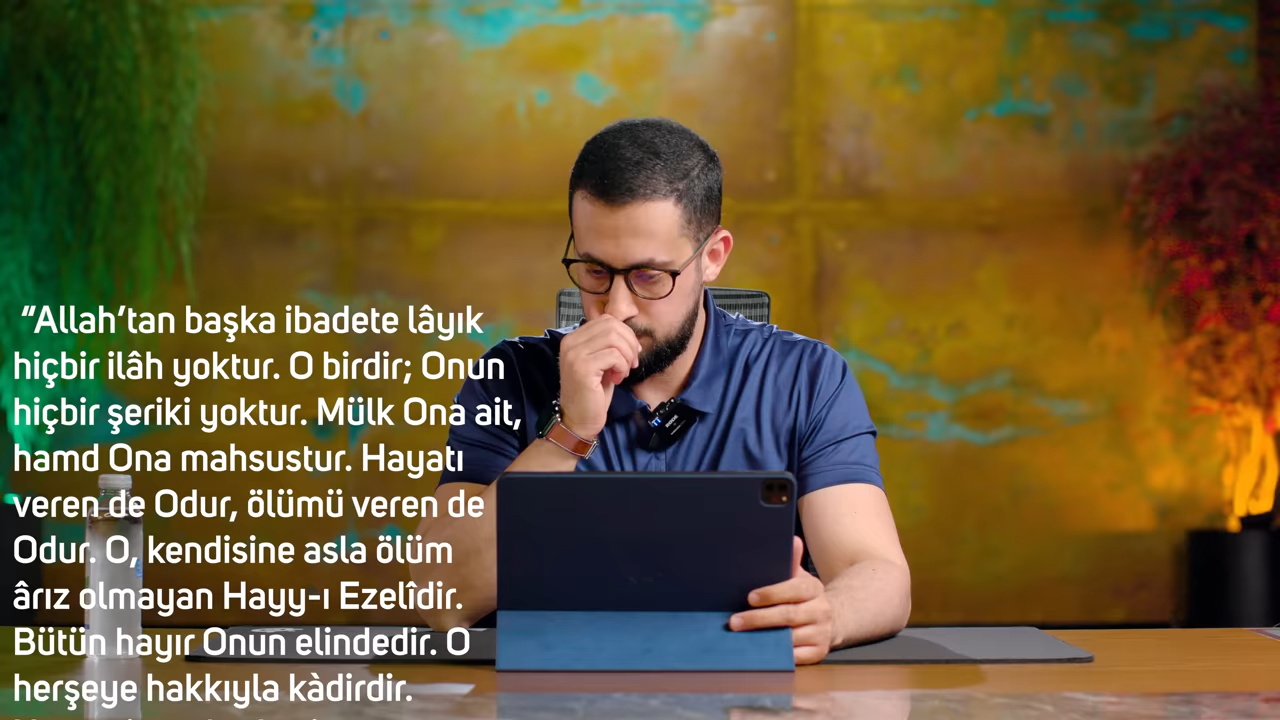 “Allah’tan başka ibadete lâyık
hiçbir ilâh yoktur. O birdir; Onun
hiçbir şeriki yoktur. Mülk Ona ait,
hamd Ona mahsustur. Hayatı
veren de Odur, ölümü veren de
Odur. O, kendisine asla ölüm
ârız olmayan Hayy-ı Ezelîdir.
Bütün hayır Onun elindedir. O
herşeye hakkıyla kàdirdir.